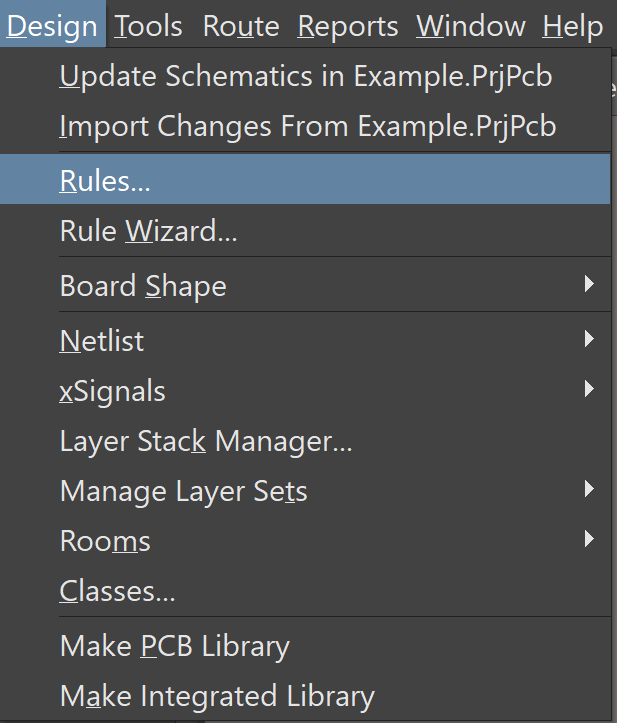 Design Tools Route Reports Window Help
Update Schematics in Example.PrjPcb
Import Changes From Example.PrjPcb
Rules...
Rule Wizard...
Board Shape
Netlist
xSignals
Layer Stack Manager...
Manage Layer Sets
Rooms
Classes...
Make PCB Library
Make Integrated Library